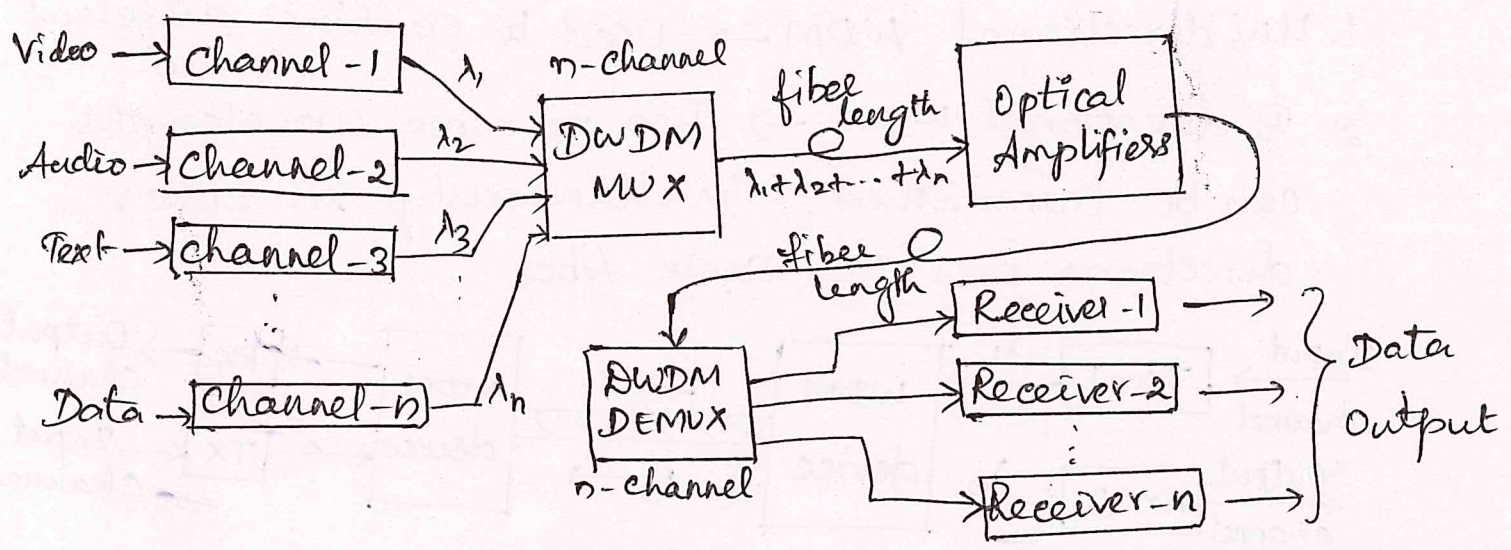 Video
Channel-1
λ1
n-channel
DWDM
MUX
fiber
length
λ1+λ2+...+λn
Optical
Amplifiers
Audio
Channel-2
λ2
Text
Channel-3
λ3
Data
Channel-n
λn
fiber
length
DWDM
DEMUX
n-channel
Receiver-1
Receiver-2
Receiver-n
Data
Output